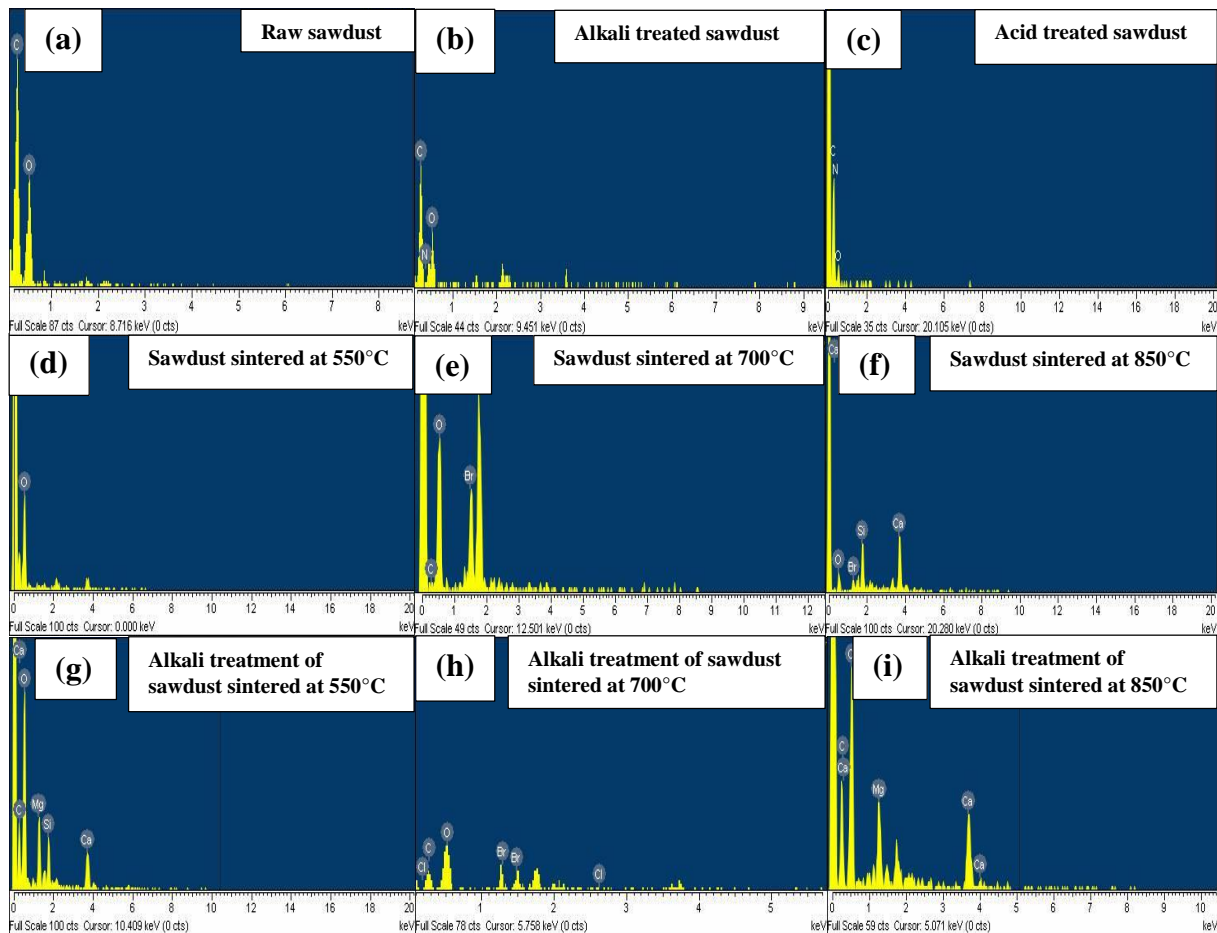 (a)
Raw sawdust
C
O
1 2 3 4 5 6 7 8
Full Scale 87 cts Cursor: 8.716 keV (0 cts)
keV
(b)
Alkali treated sawdust
C
O
N
1 2 3 4 5 6 7 8 9
Full Scale 44 cts Cursor: 9.451 keV (0 cts)
keV
(c)
Acid treated sawdust
C
N
O
0 2 4 6 8 10 12 14 16 18 20
Full Scale 35 cts Cursor: 20.105 keV (0 cts)
keV
(d)
Sawdust sintered at 550°C
O
0 2 4 6 8 10 12 14 16 18 20
Full Scale 100 cts Cursor: 0.000 keV
keV
(e)
Sawdust sintered at 700°C
O
Br
C
0 1 2 3 4 5 6 7 8 9 10 11 12
Full Scale 49 cts Cursor: 12.501 keV (0 cts)
keV
(f)
Sawdust sintered at 850°C
Ca
Ca
Si
O
Br
0 2 4 6 8 10 12 14 16 18 20
Full Scale 100 cts Cursor: 20.280 keV (0 cts)
keV
(g)
Alkali treatment of
sawdust sintered at 550°C
Ca
O
C
Mg
Si
Ca
0 2 4 6 8 10 12 14 16 18 20
Full Scale 100 cts Cursor: 10.409 keV (0 cts)
keV
(h)
Alkali treatment of sawdust
sintered at 700°C
O
C
Br
Br
Cl
Cl
1 2 3 4 5
Full Scale 78 cts Cursor: 5.758 keV (0 cts)
keV
(i)
Alkali treatment of
sawdust sintered at 850°C
C
Ca
Mg
Ca
Ca
0 1 2 3 4 5 6 7 8 9 10
Full Scale 59 cts Cursor: 5.071 keV (0 cts)
keV